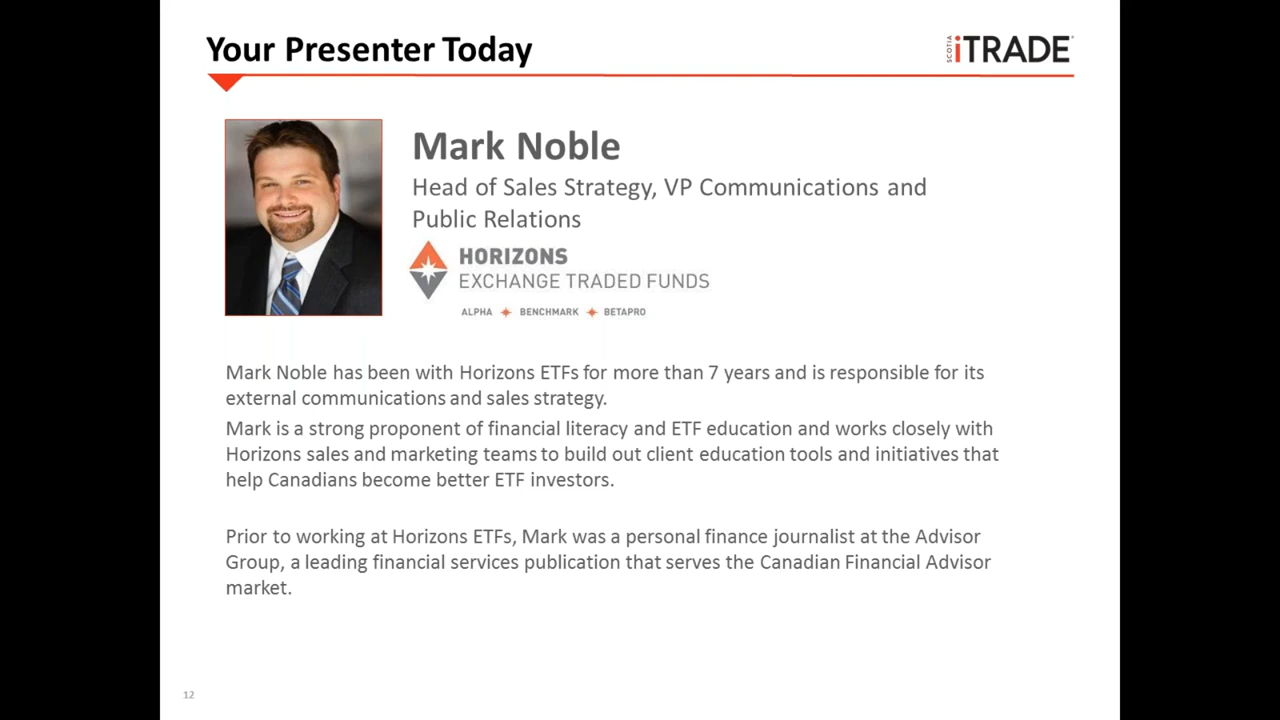 Your Presenter Today
SCOTIA iTRADE
Mark Noble
Head of Sales Strategy, VP Communications and
Public Relations
HORIZONS
EXCHANGE TRADED FUNDS
ALPHA BENCHMARK BETAPRO
Mark Noble has been with Horizons ETFs for more than 7 years and is responsible for its
external communications and sales strategy.
Mark is a strong proponent of financial literacy and ETF education and works closely with
Horizons sales and marketing teams to build out client education tools and initiatives that
help Canadians become better ETF investors.
Prior to working at Horizons ETFs, Mark was a personal finance journalist at the Advisor
Group, a leading financial services publication that serves the Canadian Financial Advisor
market.
12